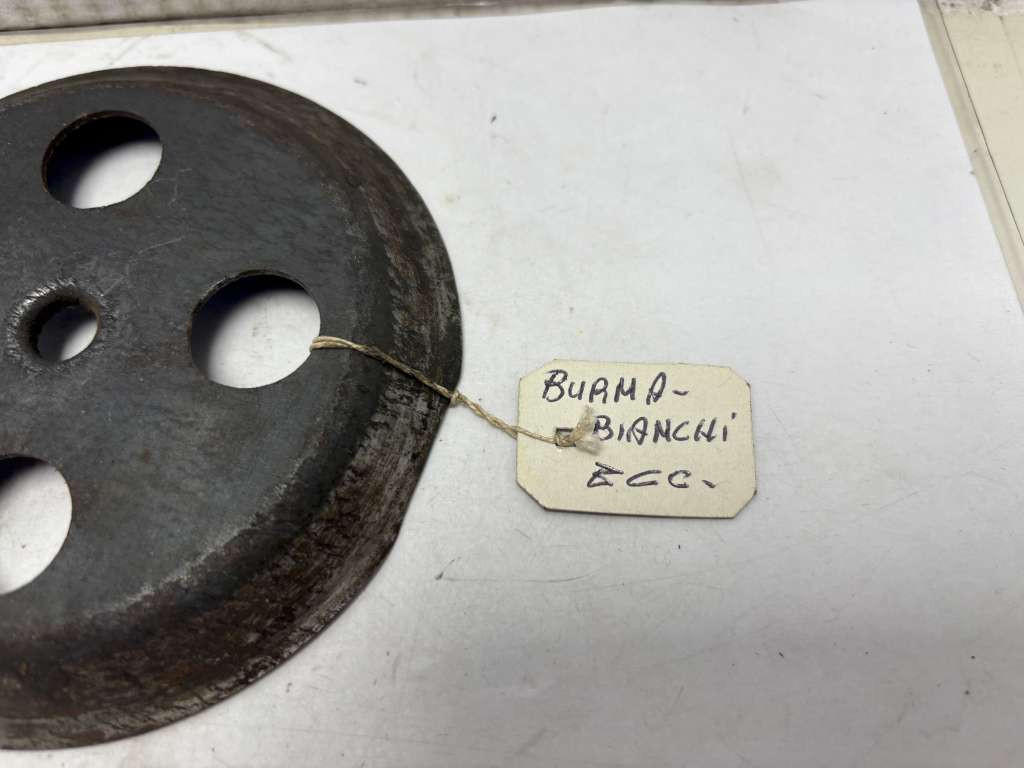 BURMA-
- BIANCHI
ECC.